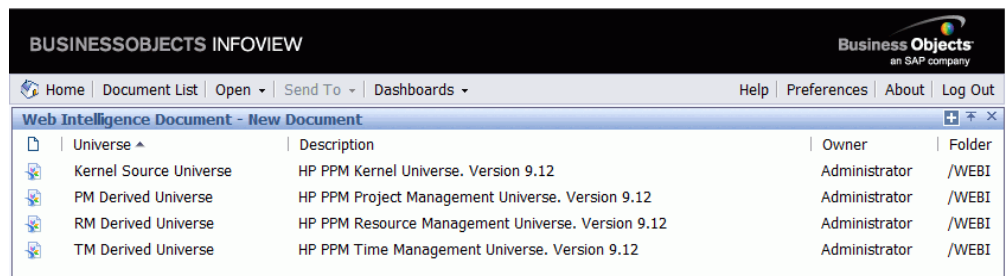 BUSINESSOBJECTS INFOVIEW
Business Objects
an SAP company
Home Document List Open Send To Dashboards Help Preferences About Log Out
Web Intelligence Document - New Document
Universe Description Owner Folder
Kernel Source Universe HP PPM Kernel Universe. Version 9.12 Administrator /WEBI
PM Derived Universe HP PPM Project Management Universe. Version 9.12 Administrator /WEBI
RM Derived Universe HP PPM Resource Management Universe. Version 9.12 Administrator /WEBI
TM Derived Universe HP PPM Time Management Universe. Version 9.12 Administrator /WEBI